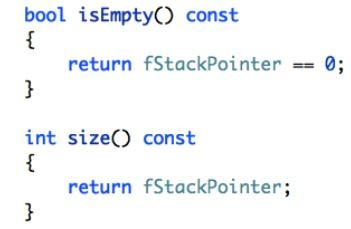 bool isEmpty() const
{
    return fStackPointer == 0;
}

int size() const
{
    return fStackPointer;
}